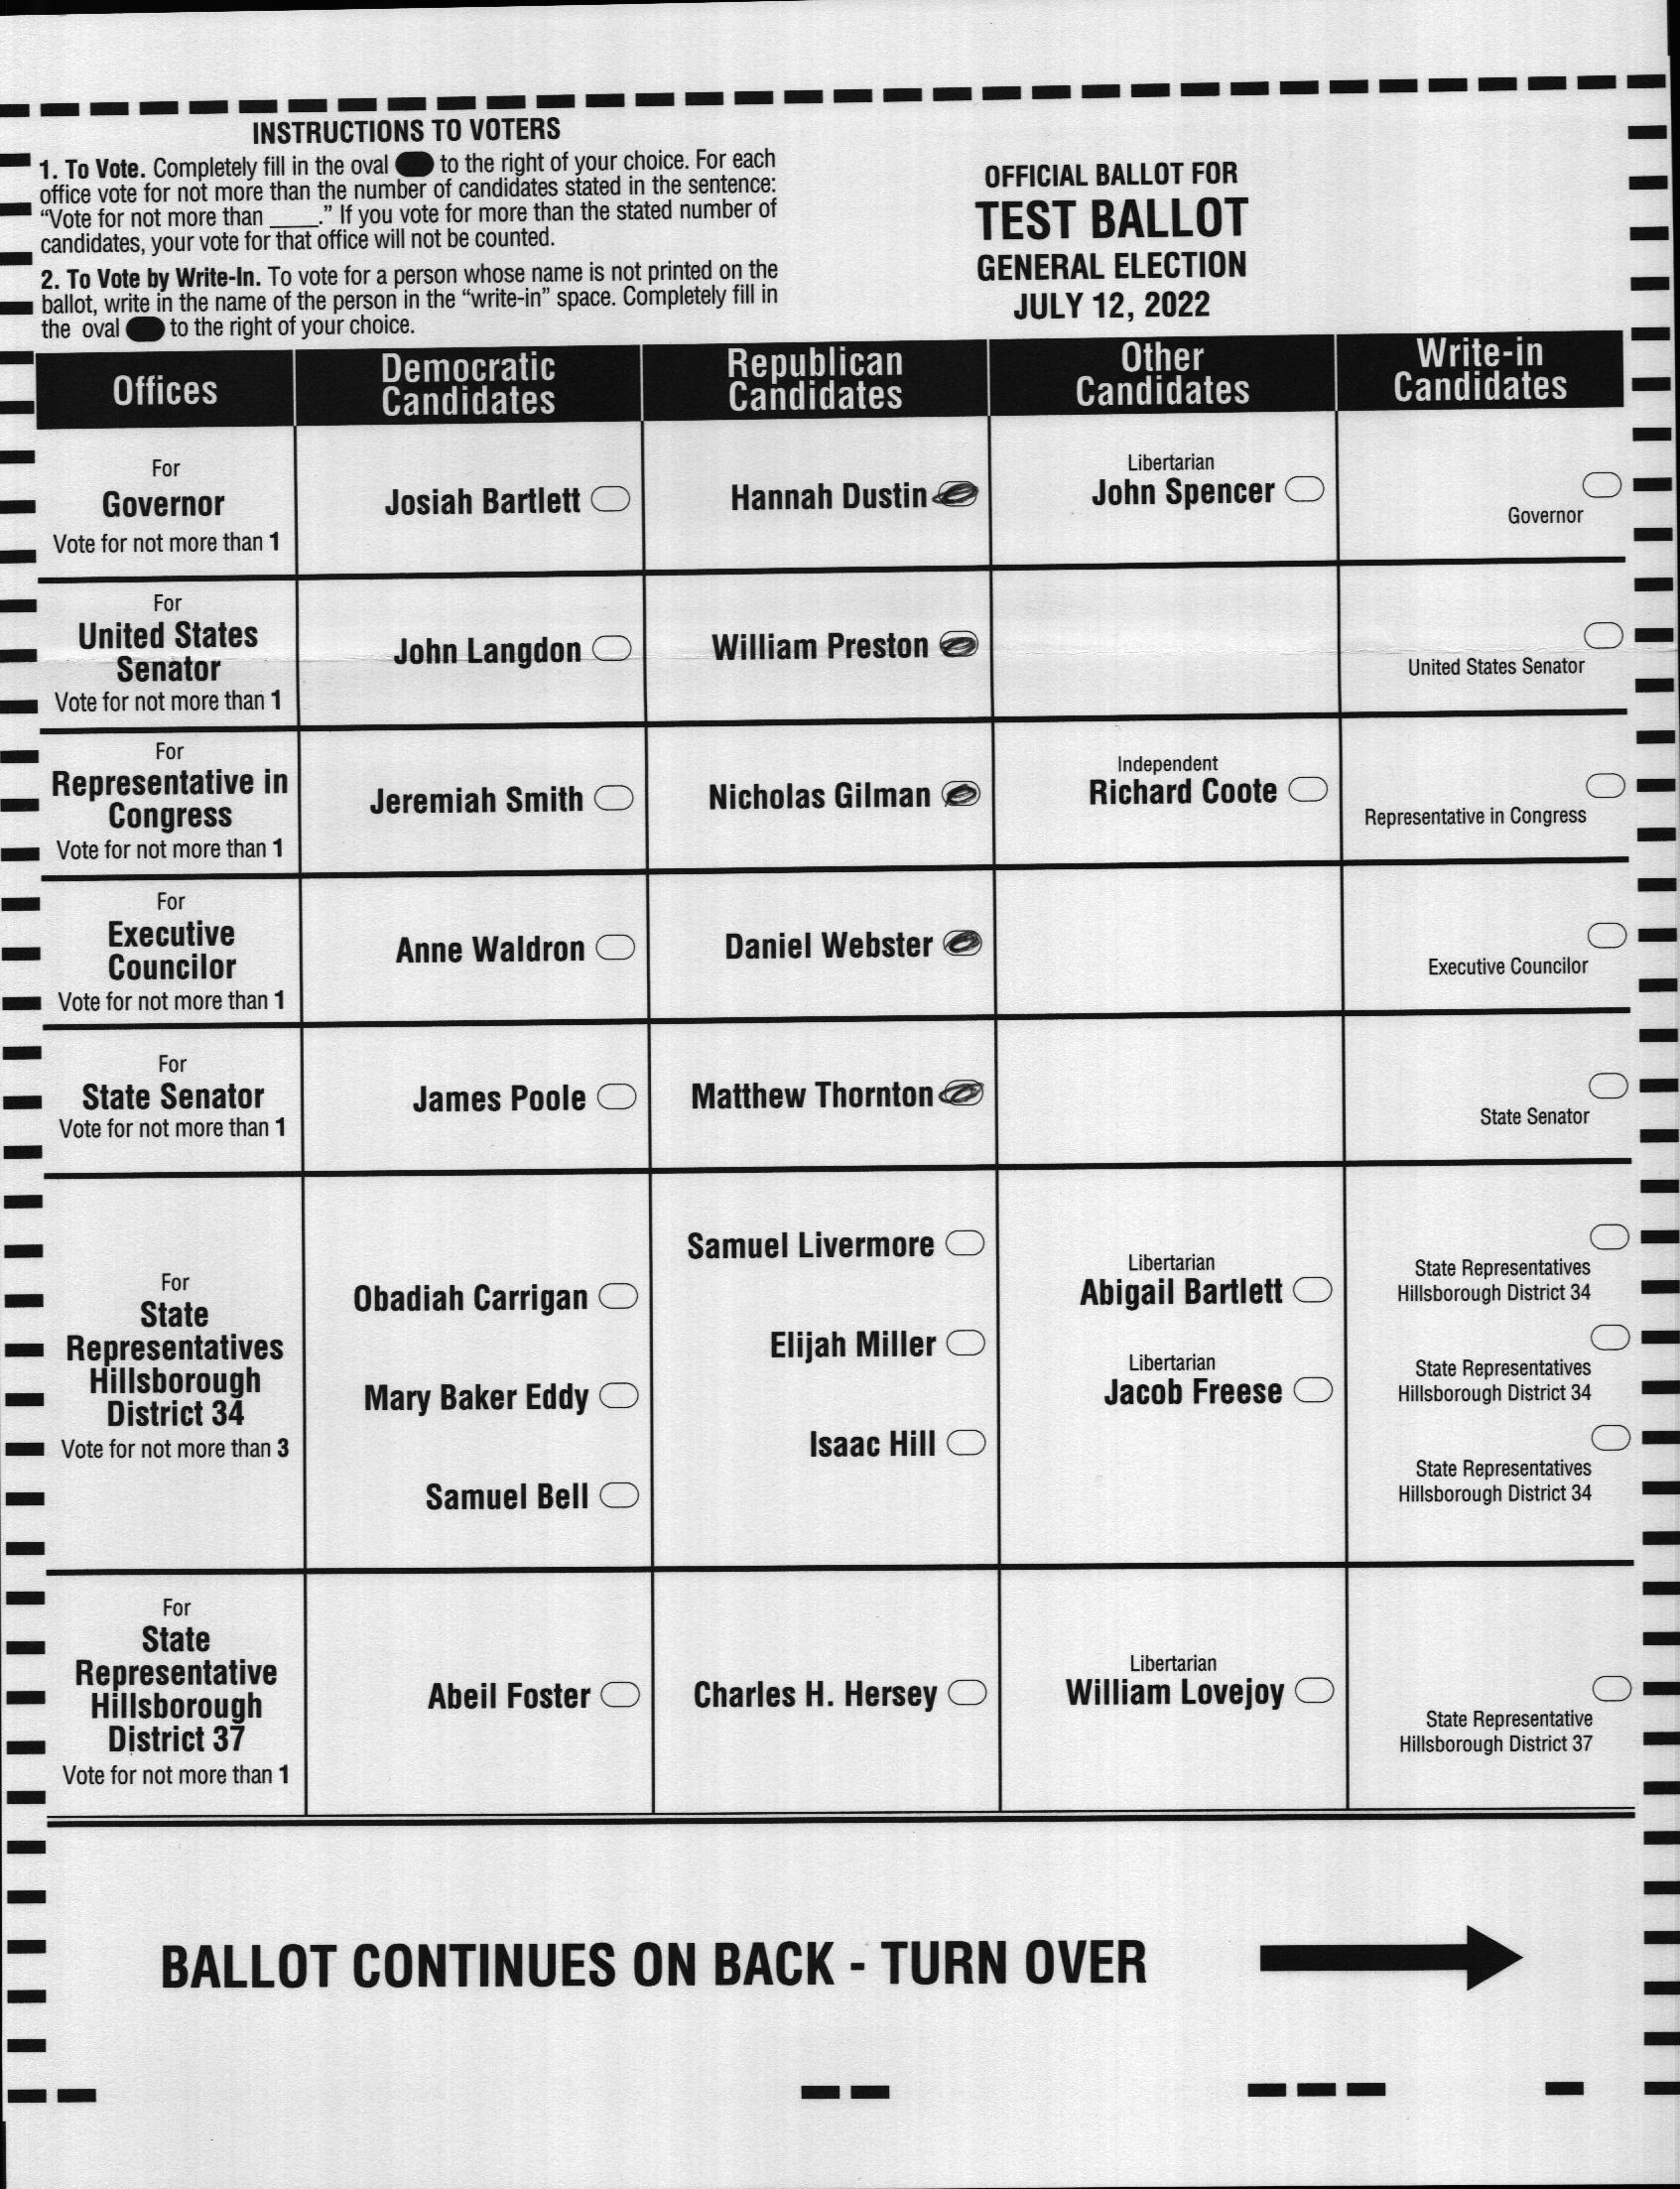 INSTRUCTIONS TO VOTERS
1. To Vote. Completely fill in the oval to the right of your choice. For each
office vote for not more than the number of candidates stated in the sentence:
“Vote for not more than ____.” If you vote for more than the stated number of
candidates, your vote for that office will not be counted.
2. To Vote by Write-In. To vote for a person whose name is not printed on the
ballot, write in the name of the person in the “write-in” space. Completely fill in
the oval to the right of your choice.
OFFICIAL BALLOT FOR
TEST BALLOT
GENERAL ELECTION
JULY 12, 2022
Offices
Democratic
Candidates
Republican
Candidates
Other
Candidates
Write-in
Candidates
For
Governor
Vote for not more than 1
Josiah Bartlett
Hannah Dustin
Libertarian
John Spencer
Governor
For
United States
Senator
Vote for not more than 1
John Langdon
William Preston
United States Senator
For
Representative in
Congress
Vote for not more than 1
Jeremiah Smith
Nicholas Gilman
Independent
Richard Coote
Representative in Congress
For
Executive
Councilor
Vote for not more than 1
Anne Waldron
Daniel Webster
Executive Councilor
For
State Senator
Vote for not more than 1
James Poole
Matthew Thornton
State Senator
For
State
Representatives
Hillsborough
District 34
Vote for not more than 3
Obadiah Carrigan
Mary Baker Eddy
Samuel Bell
Samuel Livermore
Elijah Miller
Isaac Hill
Libertarian
Abigail Bartlett
Libertarian
Jacob Freese
State Representatives
Hillsborough District 34
State Representatives
Hillsborough District 34
State Representatives
Hillsborough District 34
For
State
Representative
Hillsborough
District 37
Vote for not more than 1
Abeil Foster
Charles H. Hersey
Libertarian
William Lovejoy
State Representative
Hillsborough District 37
BALLOT CONTINUES ON BACK - TURN OVER